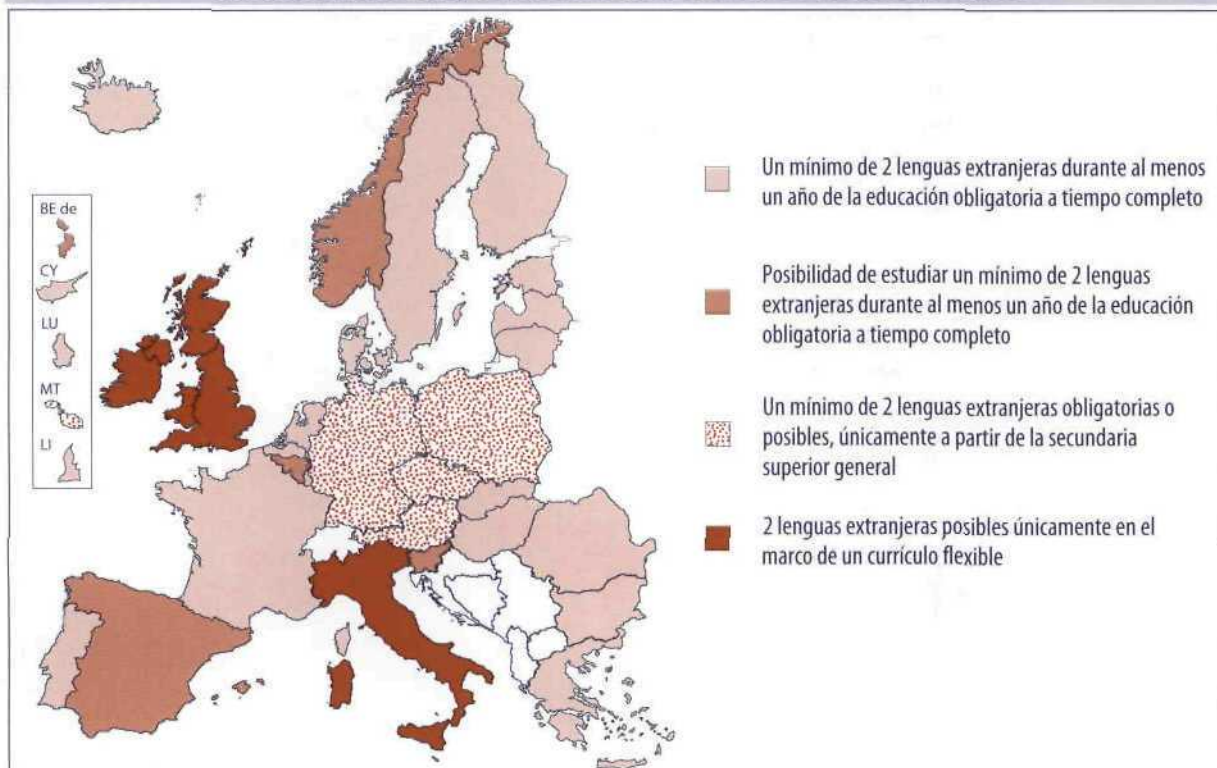 BE de
CY
LU
MT
LI
Un mínimo de 2 lenguas extranjeras durante al menos
un año de la educación obligatoria a tiempo completo
Posibilidad de estudiar un mínimo de 2 lenguas
extranjeras durante al menos un año de la educación
obligatoria a tiempo completo
Un mínimo de 2 lenguas extranjeras obligatorias o
posibles, únicamente a partir de la secundaria
superior general
2 lenguas extranjeras posibles únicamente en el
marco de un currículo flexible